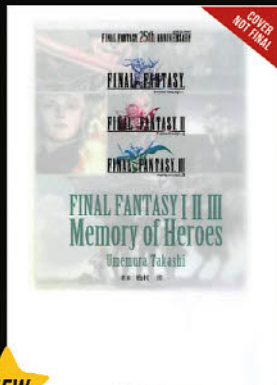 COVER
NOT FINAL
FINAL FANTASY 25th ANNIVERSARY
FINAL FANTASY
FINAL FANTASY II
FINAL FANTASY III
FINAL FANTASY I II III
Memory of Heroes
Umemura Takashi
NEW